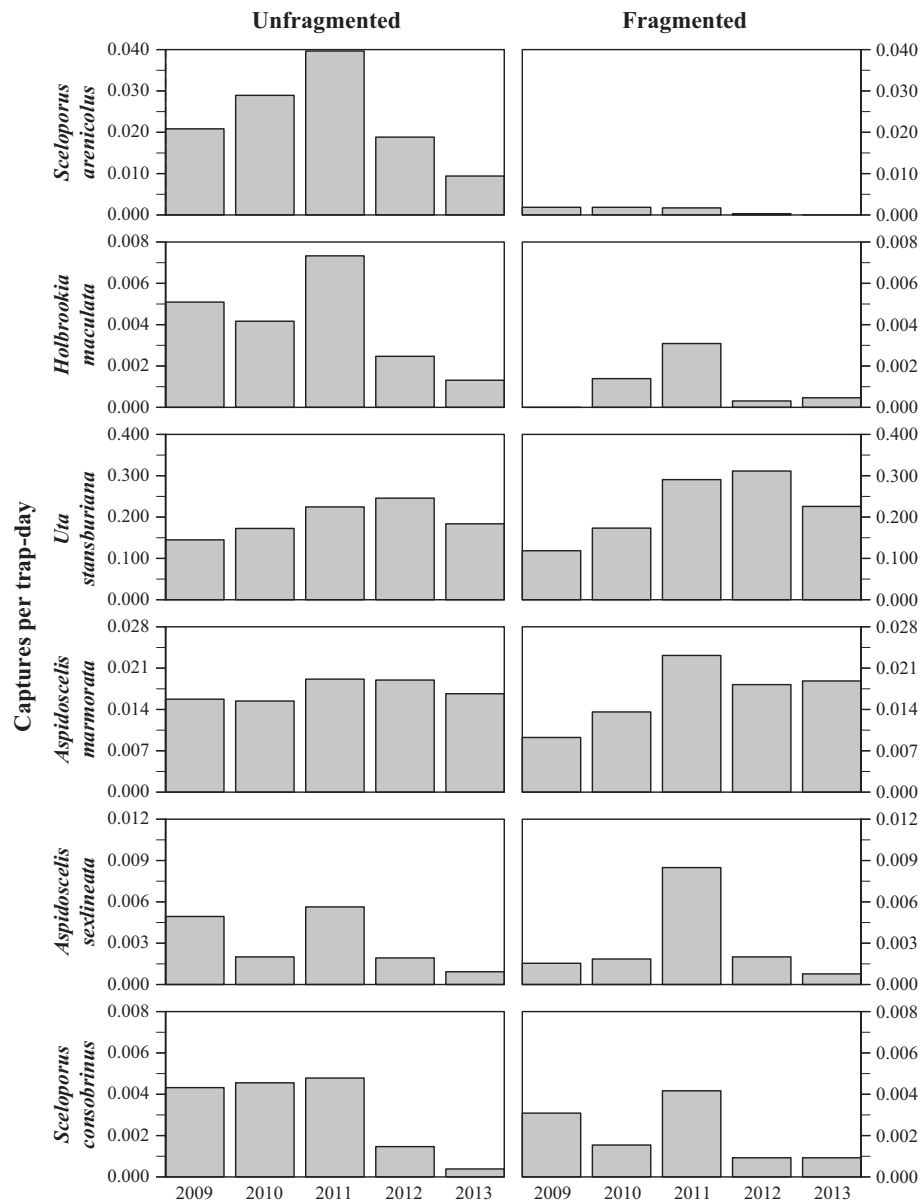 Unfragmented Fragmented
Captures per trap-day
Sceloporus
arenicolus
0.040 0.040
0.030 0.030
0.020 0.020
0.010 0.010
0.000 0.000
Holbrookia
maculata
0.008 0.008
0.006 0.006
0.004 0.004
0.002 0.002
0.000 0.000
Uta
stansburiana
0.400 0.400
0.300 0.300
0.200 0.200
0.100 0.100
0.000 0.000
Aspidoscelis
marmorata
0.028 0.028
0.021 0.021
0.014 0.014
0.007 0.007
0.000 0.000
Aspidoscelis
sexlineata
0.012 0.012
0.009 0.009
0.006 0.006
0.003 0.003
0.000 0.000
Sceloporus
consobrinus
0.008 0.008
0.006 0.006
0.004 0.004
0.002 0.002
0.000 0.000
2009 2010 2011 2012 2013 2009 2010 2011 2012 2013